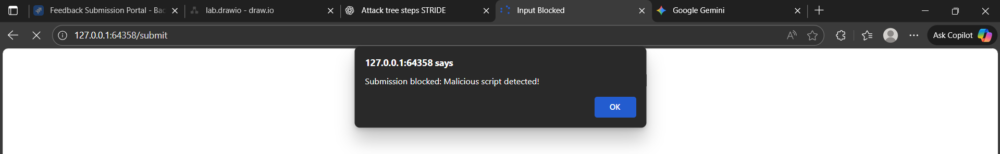 Feedback Submission Portal - Bac
lab.drawio - draw.io
Attack tree steps STRIDE
Input Blocked
Google Gemini
127.0.0.1:64358/submit
Ask Copilot
127.0.0.1:64358 says
Submission blocked: Malicious script detected!
OK